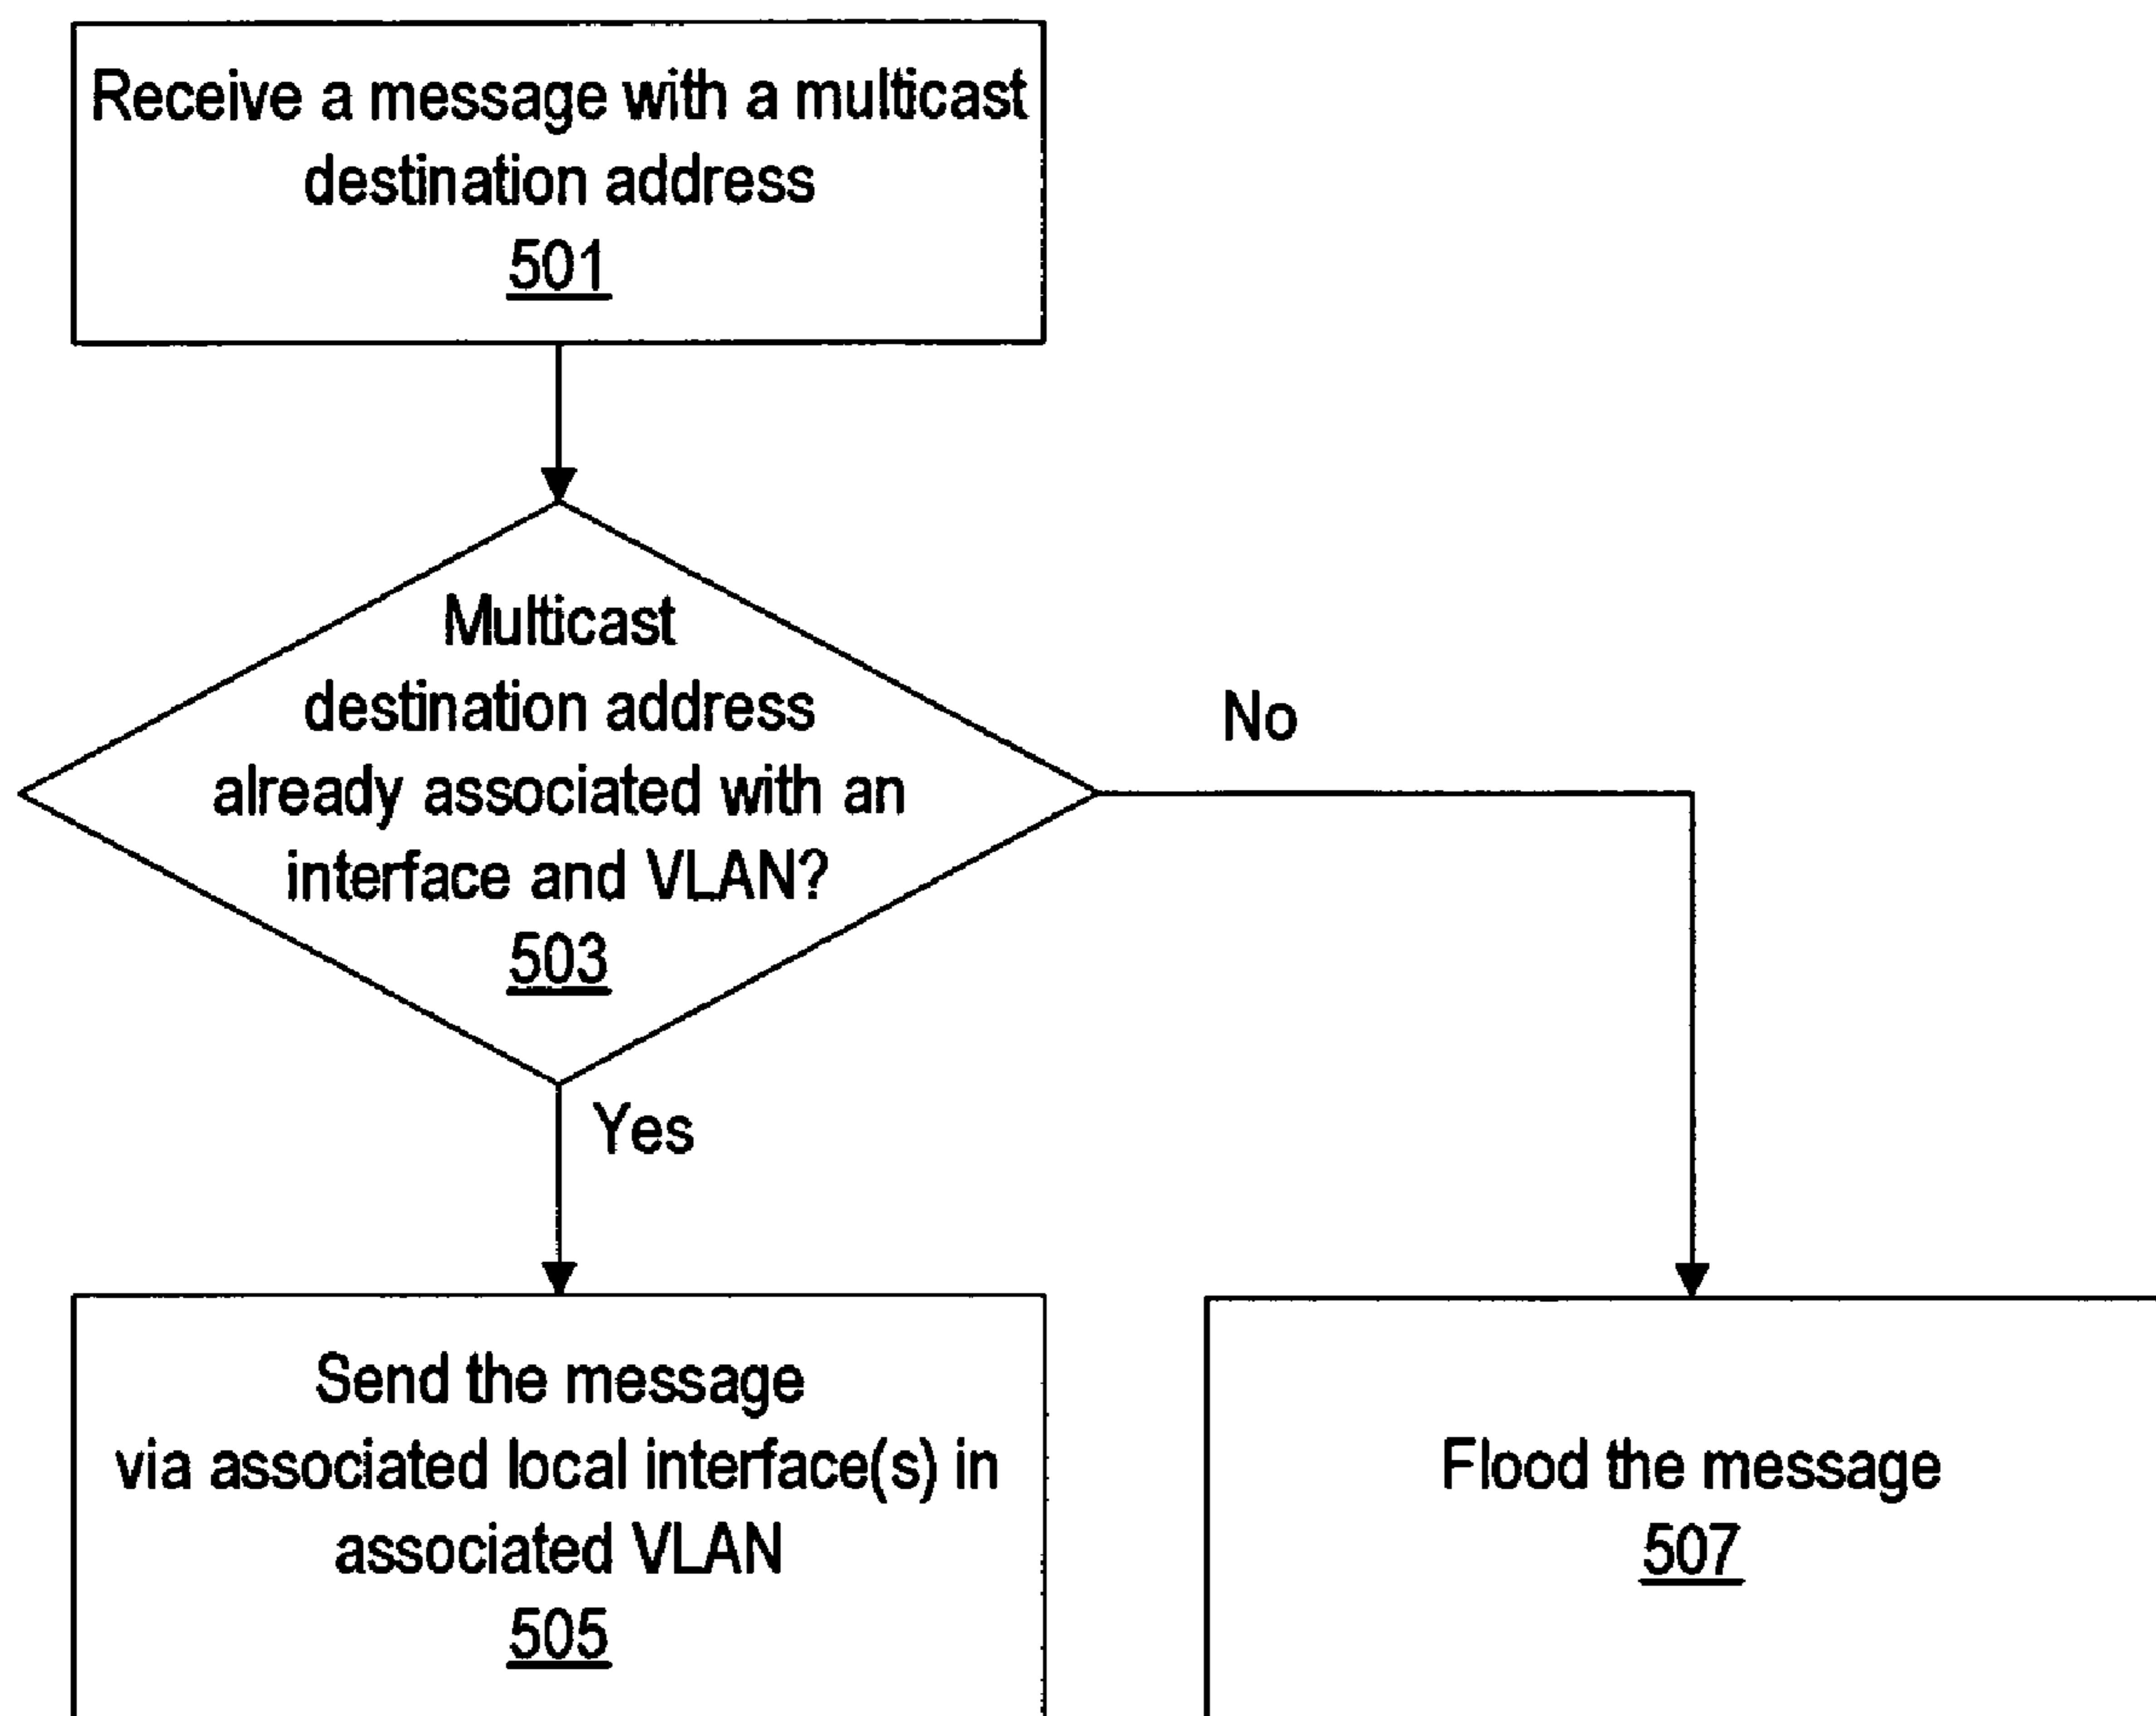 Receive a message with a multicast
destination address
501
Multicast
destination address
already associated with an
interface and VLAN?
503
No
Yes
Send the message
via associated local interface(s) in
associated VLAN
505
Flood the message
507